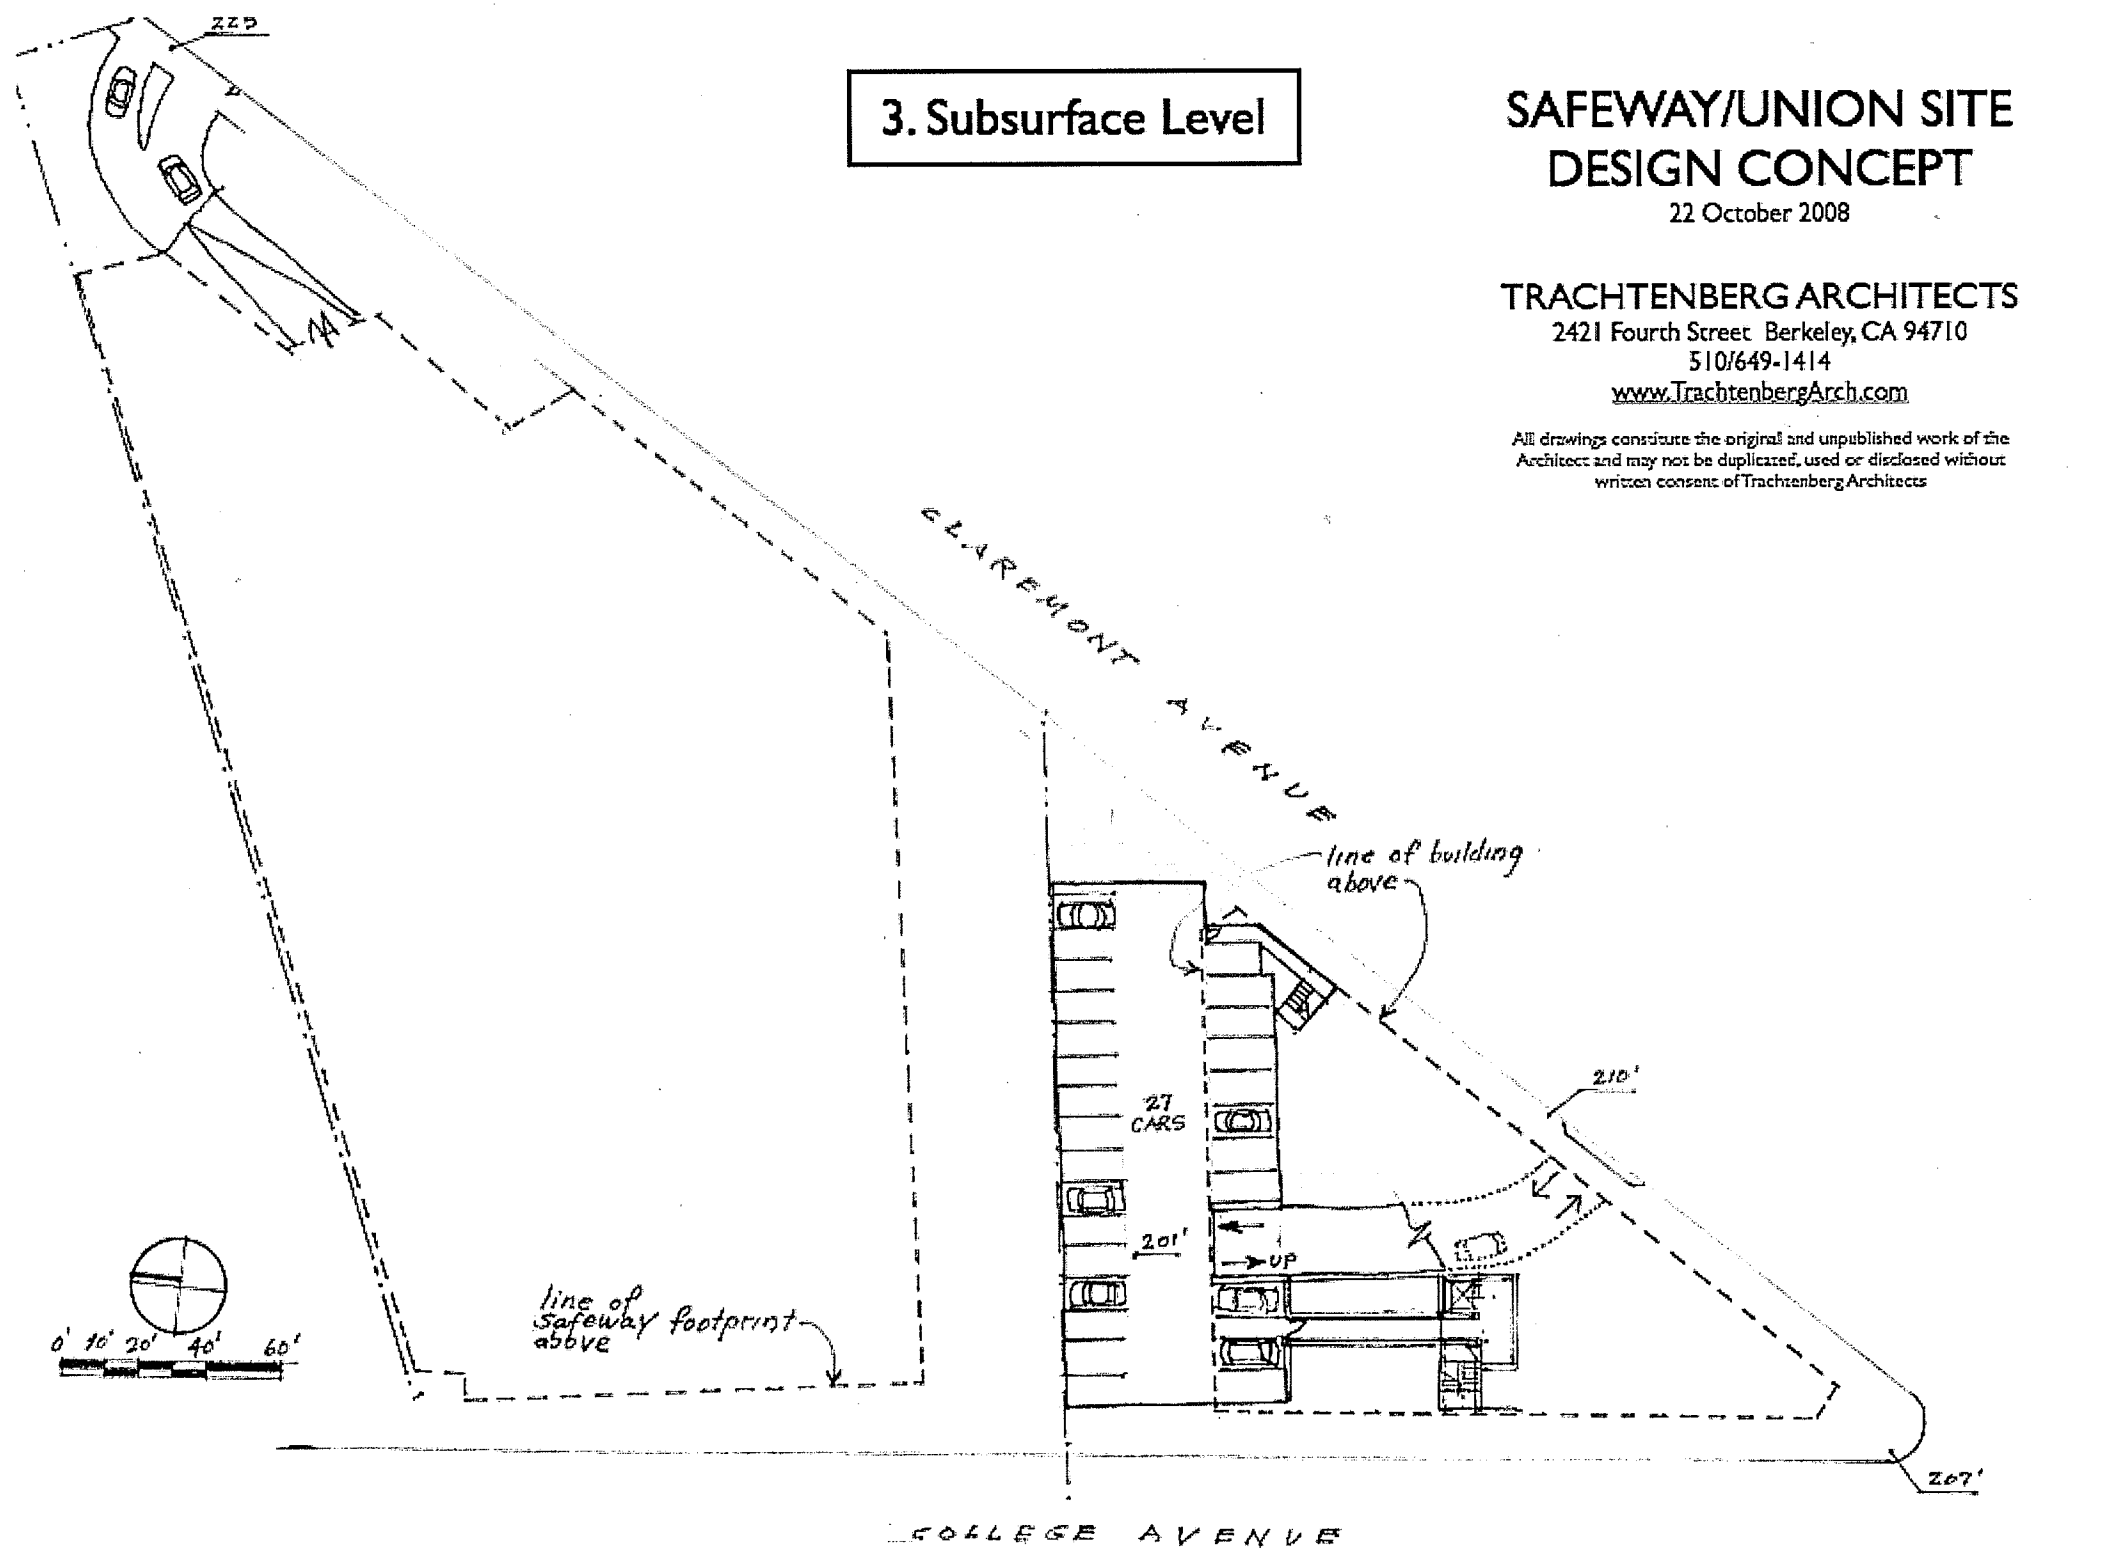 225
3. Subsurface Level
SAFEWAY/UNION SITE
DESIGN CONCEPT
22 October 2008
TRACHTENBERG ARCHITECTS
2421 Fourth Street Berkeley, CA 94710
510/649-1414
www.TrachtenbergArch.com
All drawings constitute the original and unpublished work of the
Architect and may not be duplicated, used or disclosed without
written consent of Trachtenberg Architects
CLAREMONT AVENUE
line of building
above
210'
27
CARS
201'
UP
line of
safeway footprint
above
0' 10' 20' 40' 60'
207'
COLLEGE AVENUE